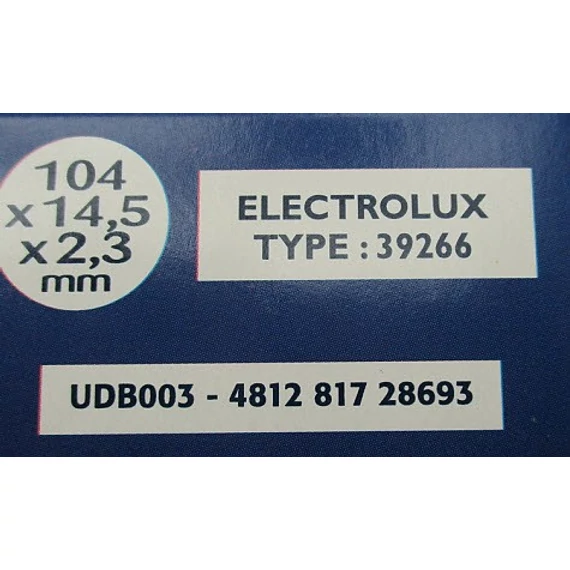 104
x 14,5
x 2,3
mm
ELECTROLUX
TYPE : 39266
UDB003 - 4812 817 28693